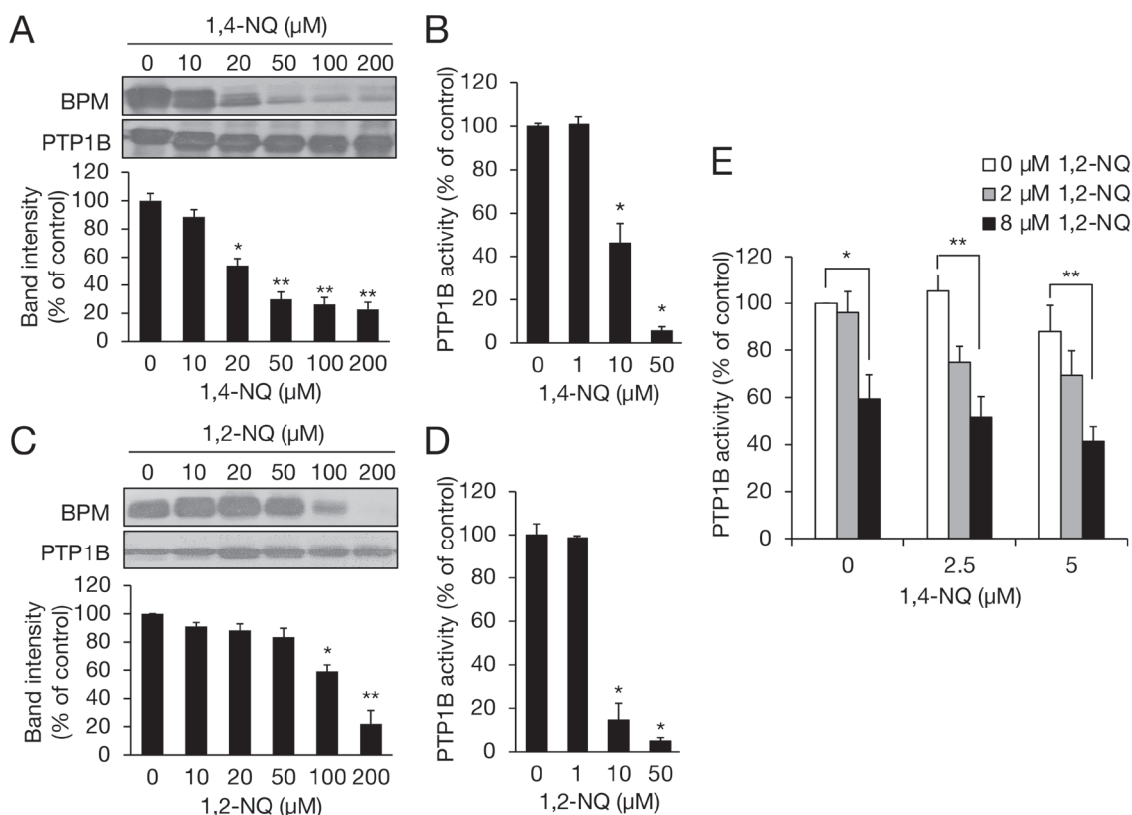 A
1,4-NQ (µM)
0 10 20 50 100 200
BPM
PTP1B
Band intensity
(% of control)
120
100
80
60
40
20
0
* ** ** **
0 10 20 50 100 200
1,4-NQ (µM)
B
PTP1B activity (% of control)
120
100
80
60
40
20
0
* *
0 1 10 50
1,4-NQ (µM)
C
1,2-NQ (µM)
0 10 20 50 100 200
BPM
PTP1B
Band intensity
(% of control)
120
100
80
60
40
20
0
* **
0 10 20 50 100 200
1,2-NQ (µM)
D
PTP1B activity (% of control)
120
100
80
60
40
20
0
* *
0 1 10 50
1,2-NQ (µM)
E
0 µM 1,2-NQ
2 µM 1,2-NQ
8 µM 1,2-NQ
PTP1B activity (% of control)
120
100
80
60
40
20
0
* ** **
0 2.5 5
1,4-NQ (µM)